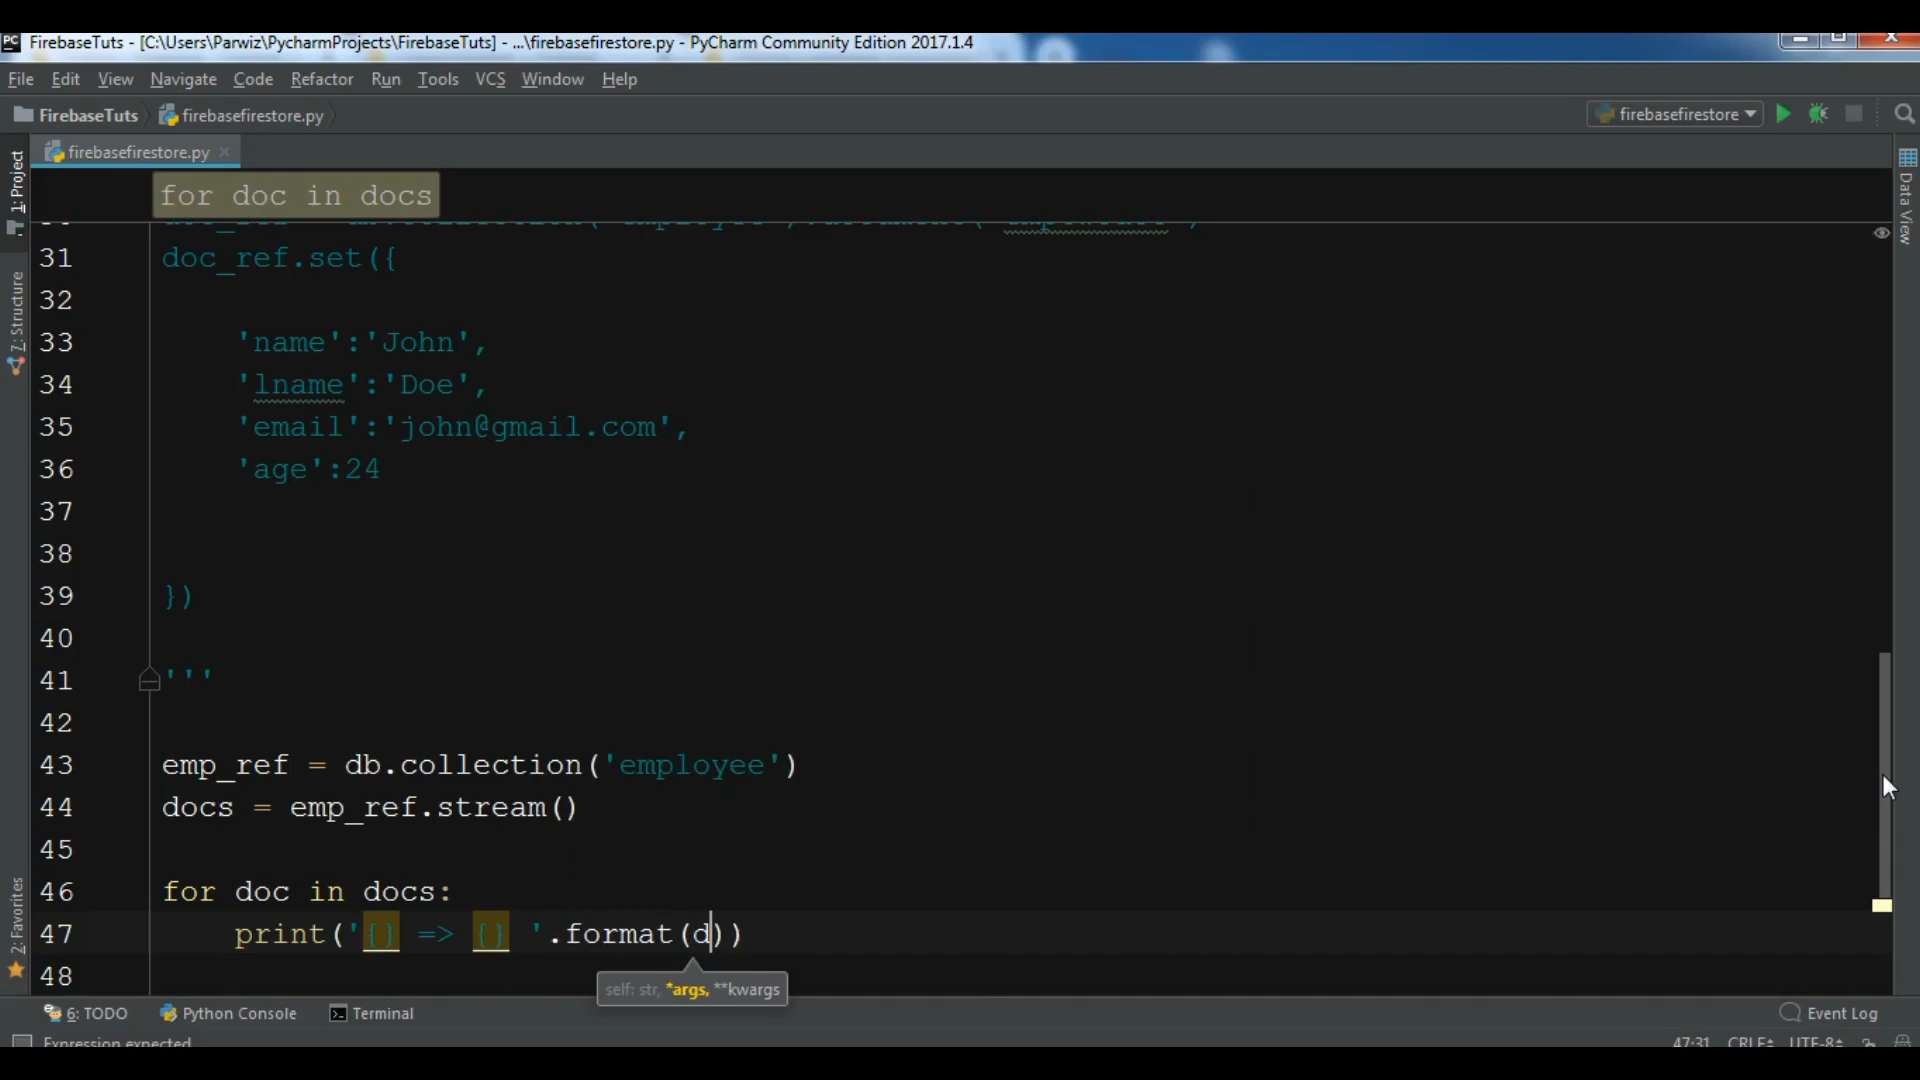 FirebaseTuts - [C:\Users\Parwiz\PycharmProjects\FirebaseTuts] - ...\firebasefirestore.py - PyCharm Community Edition 2017.1.4
File Edit View Navigate Code Refactor Run Tools VCS Window Help
FirebaseTuts firebasefirestore.py firebasefirestore
firebasefirestore.py
1: Project
7: Structure
2: Favorites
Data View
for doc in docs
31 doc_ref.set({
32
33 'name':'John',
34 'lname':'Doe',
35 'email':'john@gmail.com',
36 'age':24
37
38
39 })
40
41 '''
42
43 emp_ref = db.collection('employee')
44 docs = emp_ref.stream()
45
46 for doc in docs:
47 print('{} => {} '.format(d))
48
self: str, *args, **kwargs
6: TODO Python Console Terminal Event Log
Expression expected 47:31 CRLF UTF-8